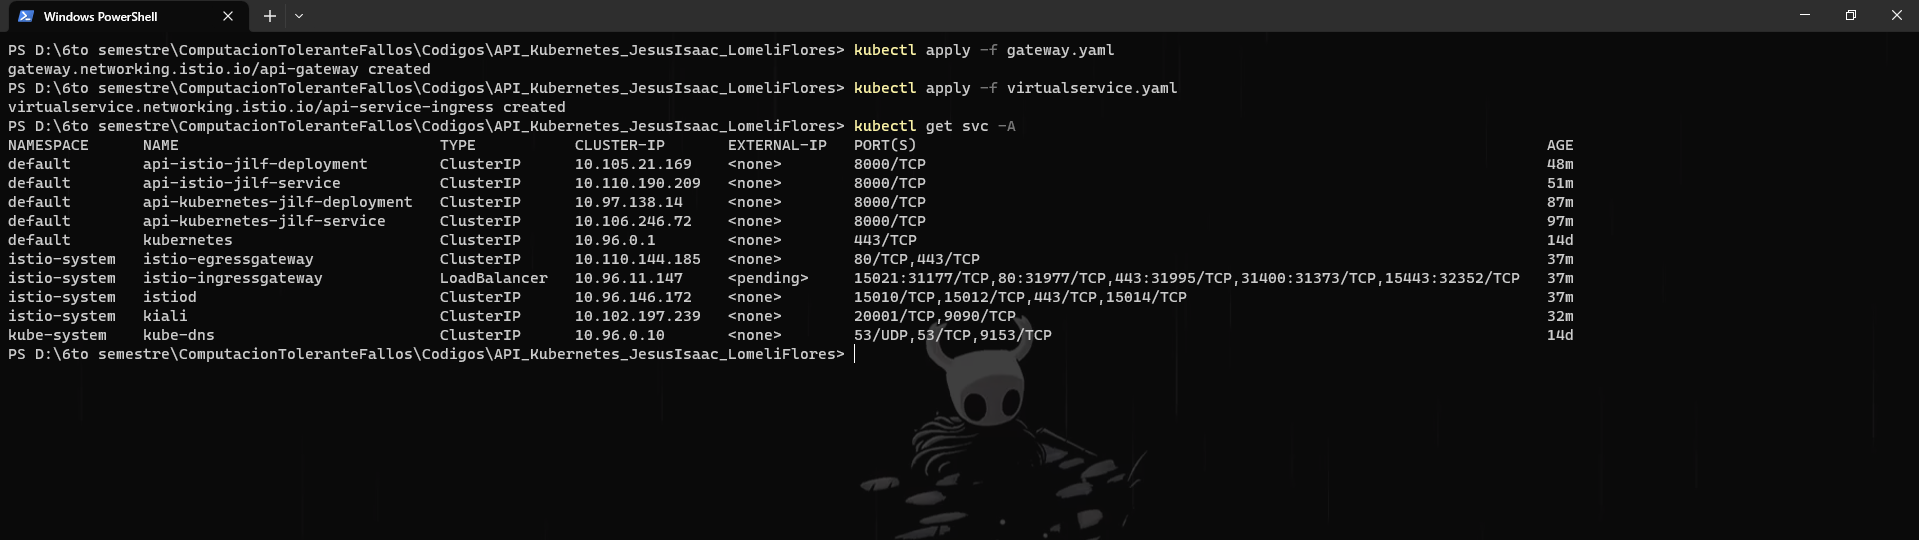 Windows PowerShell
PS D:\6to semestre\ComputacionToleranteFallos\Codigos\API_Kubernetes_JesusIsaac_LomeliFlores> kubectl apply -f gateway.yaml
gateway.networking.istio.io/api-gateway created
PS D:\6to semestre\ComputacionToleranteFallos\Codigos\API_Kubernetes_JesusIsaac_LomeliFlores> kubectl apply -f virtualservice.yaml
virtualservice.networking.istio.io/api-service-ingress created
PS D:\6to semestre\ComputacionToleranteFallos\Codigos\API_Kubernetes_JesusIsaac_LomeliFlores> kubectl get svc -A
NAMESPACE      NAME                             TYPE           CLUSTER-IP       EXTERNAL-IP   PORT(S)                                                                      AGE
default        api-istio-jilf-deployment        ClusterIP      10.105.21.169    <none>        8000/TCP                                                                     48m
default        api-istio-jilf-service           ClusterIP      10.110.190.209   <none>        8000/TCP                                                                     51m
default        api-kubernetes-jilf-deployment   ClusterIP      10.97.138.14     <none>        8000/TCP                                                                     87m
default        api-kubernetes-jilf-service      ClusterIP      10.106.246.72    <none>        8000/TCP                                                                     97m
default        kubernetes                       ClusterIP      10.96.0.1        <none>        443/TCP                                                                      14d
istio-system   istio-egressgateway              ClusterIP      10.110.144.185   <none>        80/TCP,443/TCP                                                               37m
istio-system   istio-ingressgateway             LoadBalancer   10.96.11.147     <pending>     15021:31177/TCP,80:31977/TCP,443:31995/TCP,31400:31373/TCP,15443:32352/TCP   37m
istio-system   istiod                           ClusterIP      10.96.146.172    <none>        15010/TCP,15012/TCP,443/TCP,15014/TCP                                        37m
istio-system   kiali                            ClusterIP      10.102.197.239   <none>        20001/TCP,9090/TCP                                                           32m
kube-system    kube-dns                         ClusterIP      10.96.0.10       <none>        53/UDP,53/TCP,9153/TCP                                                       14d
PS D:\6to semestre\ComputacionToleranteFallos\Codigos\API_Kubernetes_JesusIsaac_LomeliFlores>